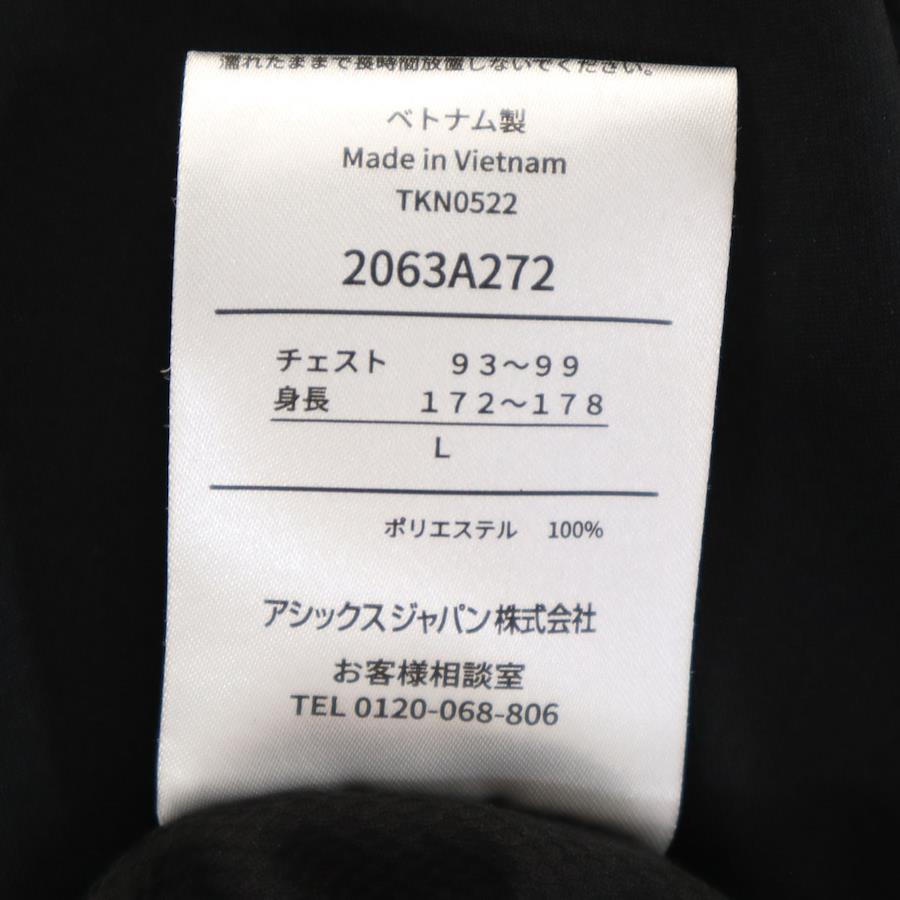 濡れたままで長時間放置しないでください。
ベトナム製
Made in Vietnam
TKN0522
2063A272
チェスト　９３～９９
身長　１７２～１７８
L
ポリエステル　100%
アシックスジャパン株式会社
お客様相談室
TEL 0120-068-806